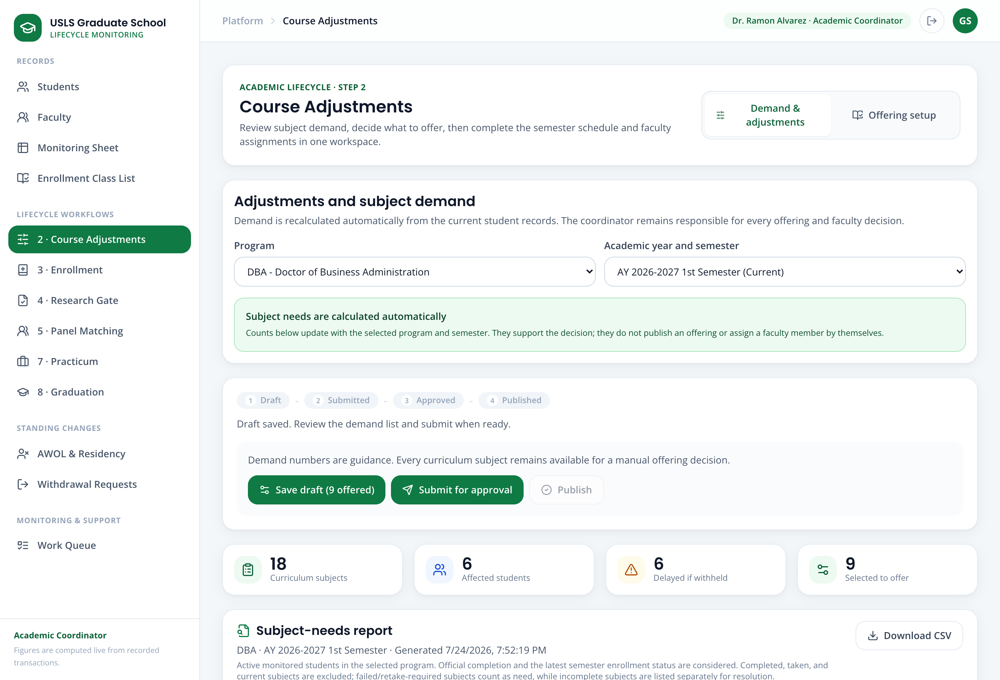 USLS Graduate School
LIFECYCLE MONITORING
RECORDS
Students
Faculty
Monitoring Sheet
Enrollment Class List
LIFECYCLE WORKFLOWS
2 · Course Adjustments
3 · Enrollment
4 · Research Gate
5 · Panel Matching
7 · Practicum
8 · Graduation
STANDING CHANGES
AWOL & Residency
Withdrawal Requests
MONITORING & SUPPORT
Work Queue
Academic Coordinator
Figures are computed live from recorded
transactions.
Platform
Course Adjustments
Dr. Ramon Alvarez · Academic Coordinator
GS
ACADEMIC LIFECYCLE · STEP 2
Course Adjustments
Review subject demand, decide what to offer, then complete the semester schedule and faculty
assignments in one workspace.
Demand &
adjustments
Offering setup
Adjustments and subject demand
Demand is recalculated automatically from the current student records. The coordinator remains responsible for every offering and faculty decision.
Program
DBA - Doctor of Business Administration
Academic year and semester
AY 2026-2027 1st Semester (Current)
Subject needs are calculated automatically
Counts below update with the selected program and semester. They support the decision; they do not publish an offering or assign a faculty member by themselves.
1 Draft - 2 Submitted - 3 Approved - 4 Published
Draft saved. Review the demand list and submit when ready.
Demand numbers are guidance. Every curriculum subject remains available for a manual offering decision.
Save draft (9 offered)
Submit for approval
Publish
18
Curriculum subjects
6
Affected students
6
Delayed if withheld
9
Selected to offer
Subject-needs report
DBA · AY 2026-2027 1st Semester · Generated 7/24/2026, 7:52:19 PM
Active monitored students in the selected program. Official completion and the latest semester enrollment status are considered. Completed, taken, and
current subjects are excluded; failed/retake-required subjects count as need, while incomplete subjects are listed separately for resolution.
Download CSV